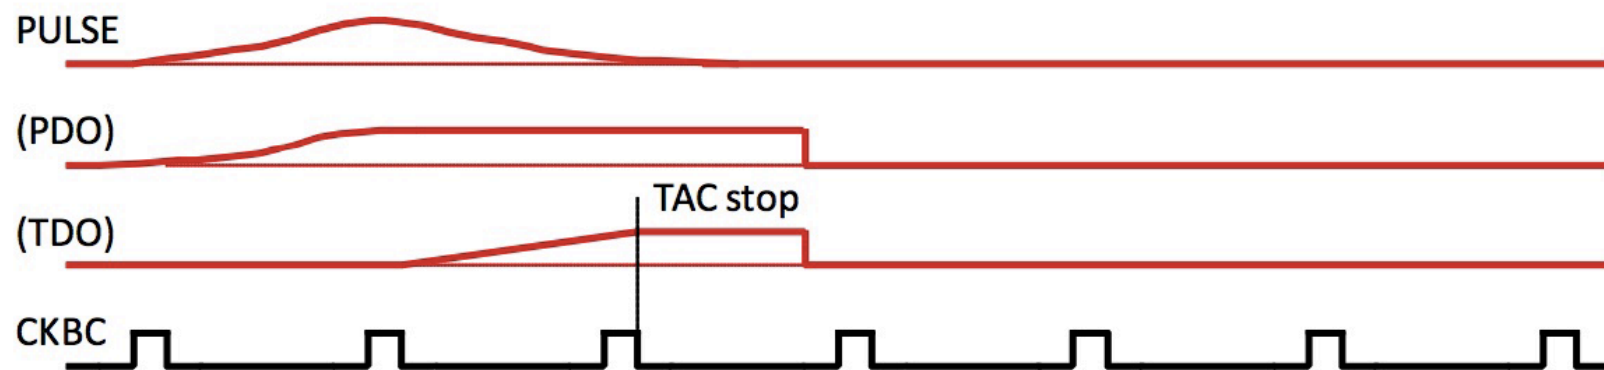 PULSE
(PDO)
TAC stop
(TDO)
CKBC